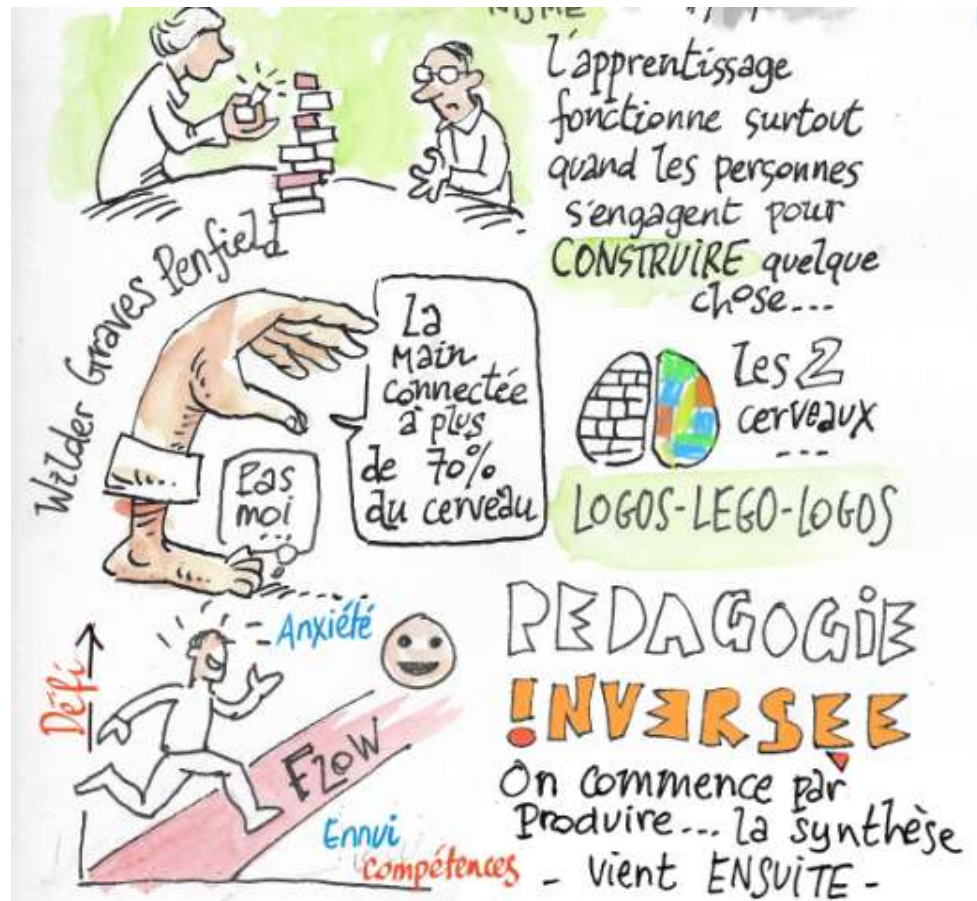 l'apprentissage
fonctionne surtout
quand les personnes
s'engagent pour
CONSTRUIRE quelque
chose...
Wilder Graves Penfield
La
Main
connectée
à plus
de 70%
du cerveau
Pas
moi
...
les 2
cerveaux
...
LOGOS-LEGO-LOGOS
Anxiété
Défi
FLOW
Ennui
compétences
PEDAGOGIE
INVERSEE
On commence par
Produire... la synthèse
- vient ENSUITE -